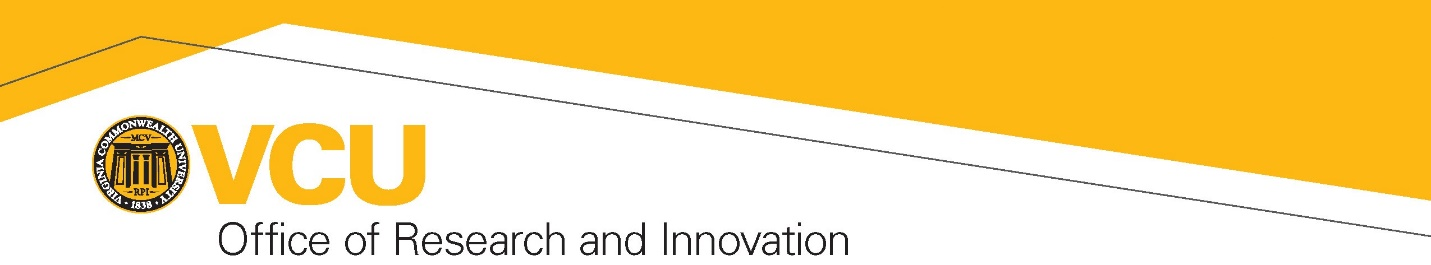 VIRGINIA COMMONWEALTH UNIVERSITY
MCV
RPI
• 1838 •
VCU
Office of Research and Innovation